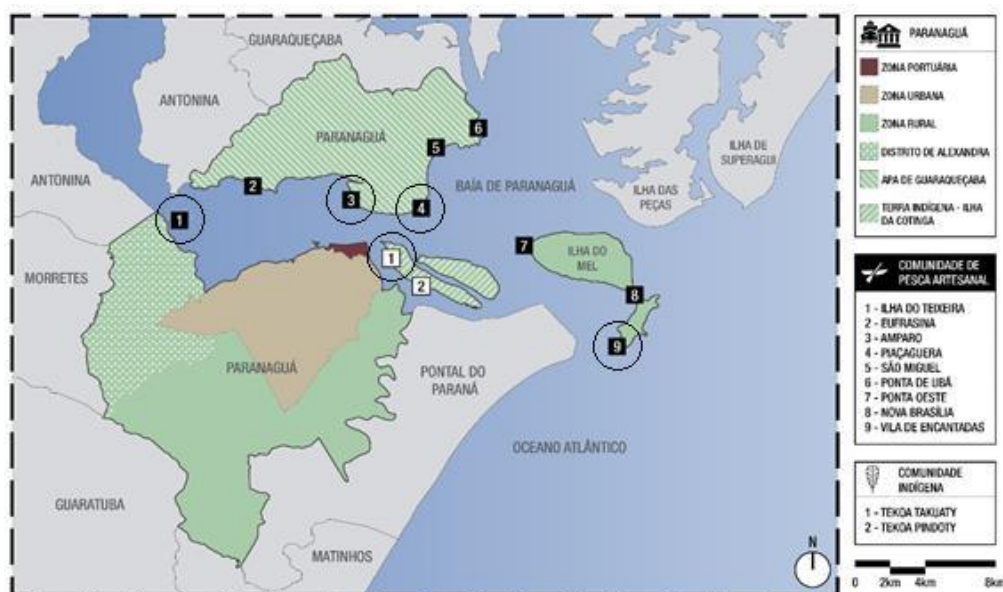 GUARAQUEÇABA
ANTONINA
PARANAGUÁ
6
5
ILHA DE
SUPERAGUI
ANTONINA
2
3
4
BAÍA DE PARANAGUÁ
ILHA DAS
PEÇAS
1
7
ILHA DO
MEL
1
MORRETES
2
8
9
PARANAGUÁ
PONTAL DO
PARANÁ
OCEANO ATLÂNTICO
GUARATUBA
MATINHOS
N
PARANAGUÁ
ZONA PORTUÁRIA
ZONA URBANA
ZONA RURAL
DISTRITO DE ALEXANDRA
APA DE GUARAQUEÇABA
TERRA INDÍGENA - ILHA
DA COTINGA
COMUNIDADE DE
PESCA ARTESANAL
1 - ILHA DO TEIXEIRA
2 - EUFRASINA
3 - AMPARO
4 - PIAÇAGUERA
5 - SÃO MIGUEL
6 - PONTA DE UBÁ
7 - PONTA OESTE
8 - NOVA BRASÍLIA
9 - VILA DE ENCANTADAS
COMUNIDADE
INDÍGENA
1 - TEKOA TAKUATY
2 - TEKOA PINDOTY
0 2km 4km 8km